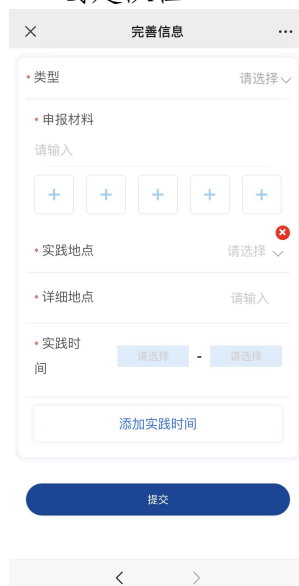 完善信息
* 类型 请选择
* 申报材料
请输入
* 实践地点 请选择
* 详细地点 请输入
* 实践时 请选择 - 请选择
间
添加实践时间
提交